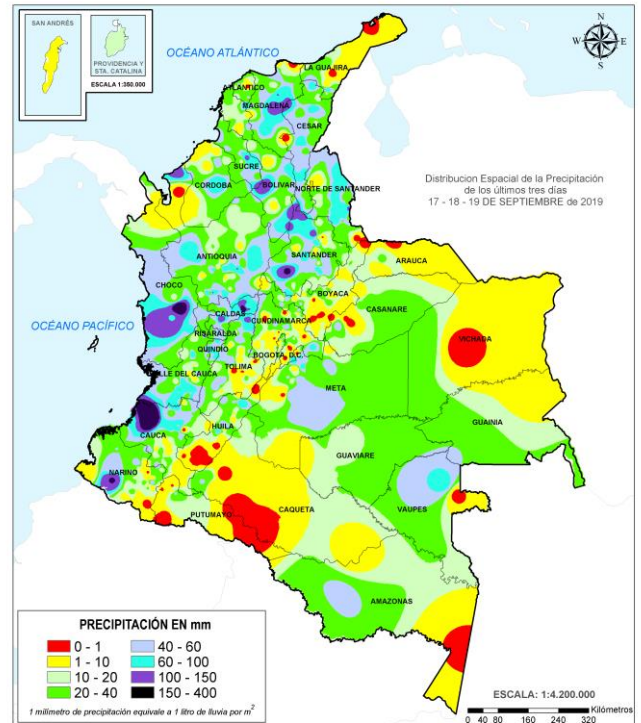 SAN ANDRÉS
PROVIDENCIA Y
STA. CATALINA
ESCALA 1:350.000
OCÉANO ATLÁNTICO
N
W
E
S
LA GUAJIRA
ATLANTICO
MAGDALENA
CESAR
SUCRE
CORDOBA
BOLIVAR
NORTE DE SANTANDER
Distribucion Espacial de la Precipitación
de los últimos tres días
17 - 18 - 19 DE SEPTIEMBRE de 2019
ANTIOQUIA
SANTANDER
ARAUCA
CHOCO
BOYACA
CASANARE
OCÉANO PACÍFICO
CALDAS
CUNDINAMARCA
RISARALDA
VICHADA
QUINDIO
BOGOTA, D.C.
TOLIMA
VALLE DEL CAUCA
META
CAUCA
HUILA
GUAINIA
GUAVIARE
NARIÑO
CAQUETA
VAUPES
PUTUMAYO
AMAZONAS
PRECIPITACIÓN EN mm
0 - 1
40 - 60
1 - 10
60 - 100
10 - 20
100 - 150
20 - 40
150 - 400
1 milímetro de precipitación equivale a 1 litro de lluvia por m²
ESCALA: 1:4.200.000
Kilómetros
0 40 80 160 240 320